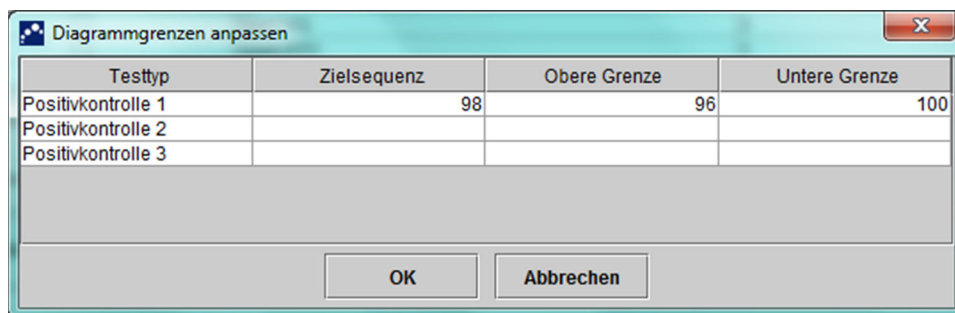 Diagrammgrenzen anpassen
Testtyp Zielsequenz Obere Grenze Untere Grenze
Positivkontrolle 1 98 96 100
Positivkontrolle 2
Positivkontrolle 3
OK Abbrechen